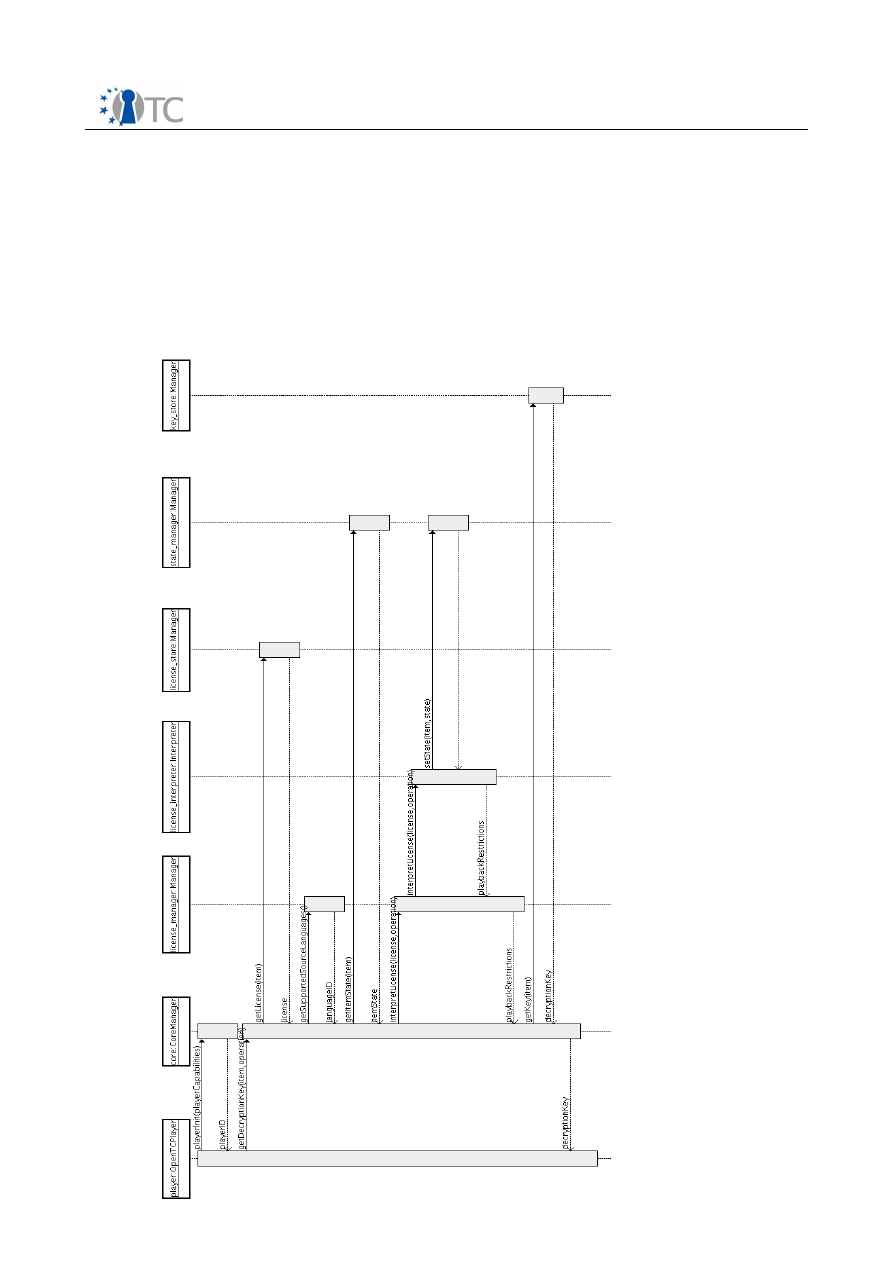 TC
key_store:Manager
state_manager:Manager
license_store:Manager
license_interpreter:Interpreter
license_manager:Manager
core:CoreManager
player:OpenTCPlayer
playerInit(playerCapabilities)
playerID
getDecryptionKey(item,operation)
getLicense(item)
license
getSupportedSourceLanguages()
languageID
getItemState(item)
itemState
interpretLicense(license,operation)
interpretLicense(license,operation)
setState(item,state)
playbackRestrictions
playbackRestrictions
getKey(item)
decryptionKey
decryptionKey